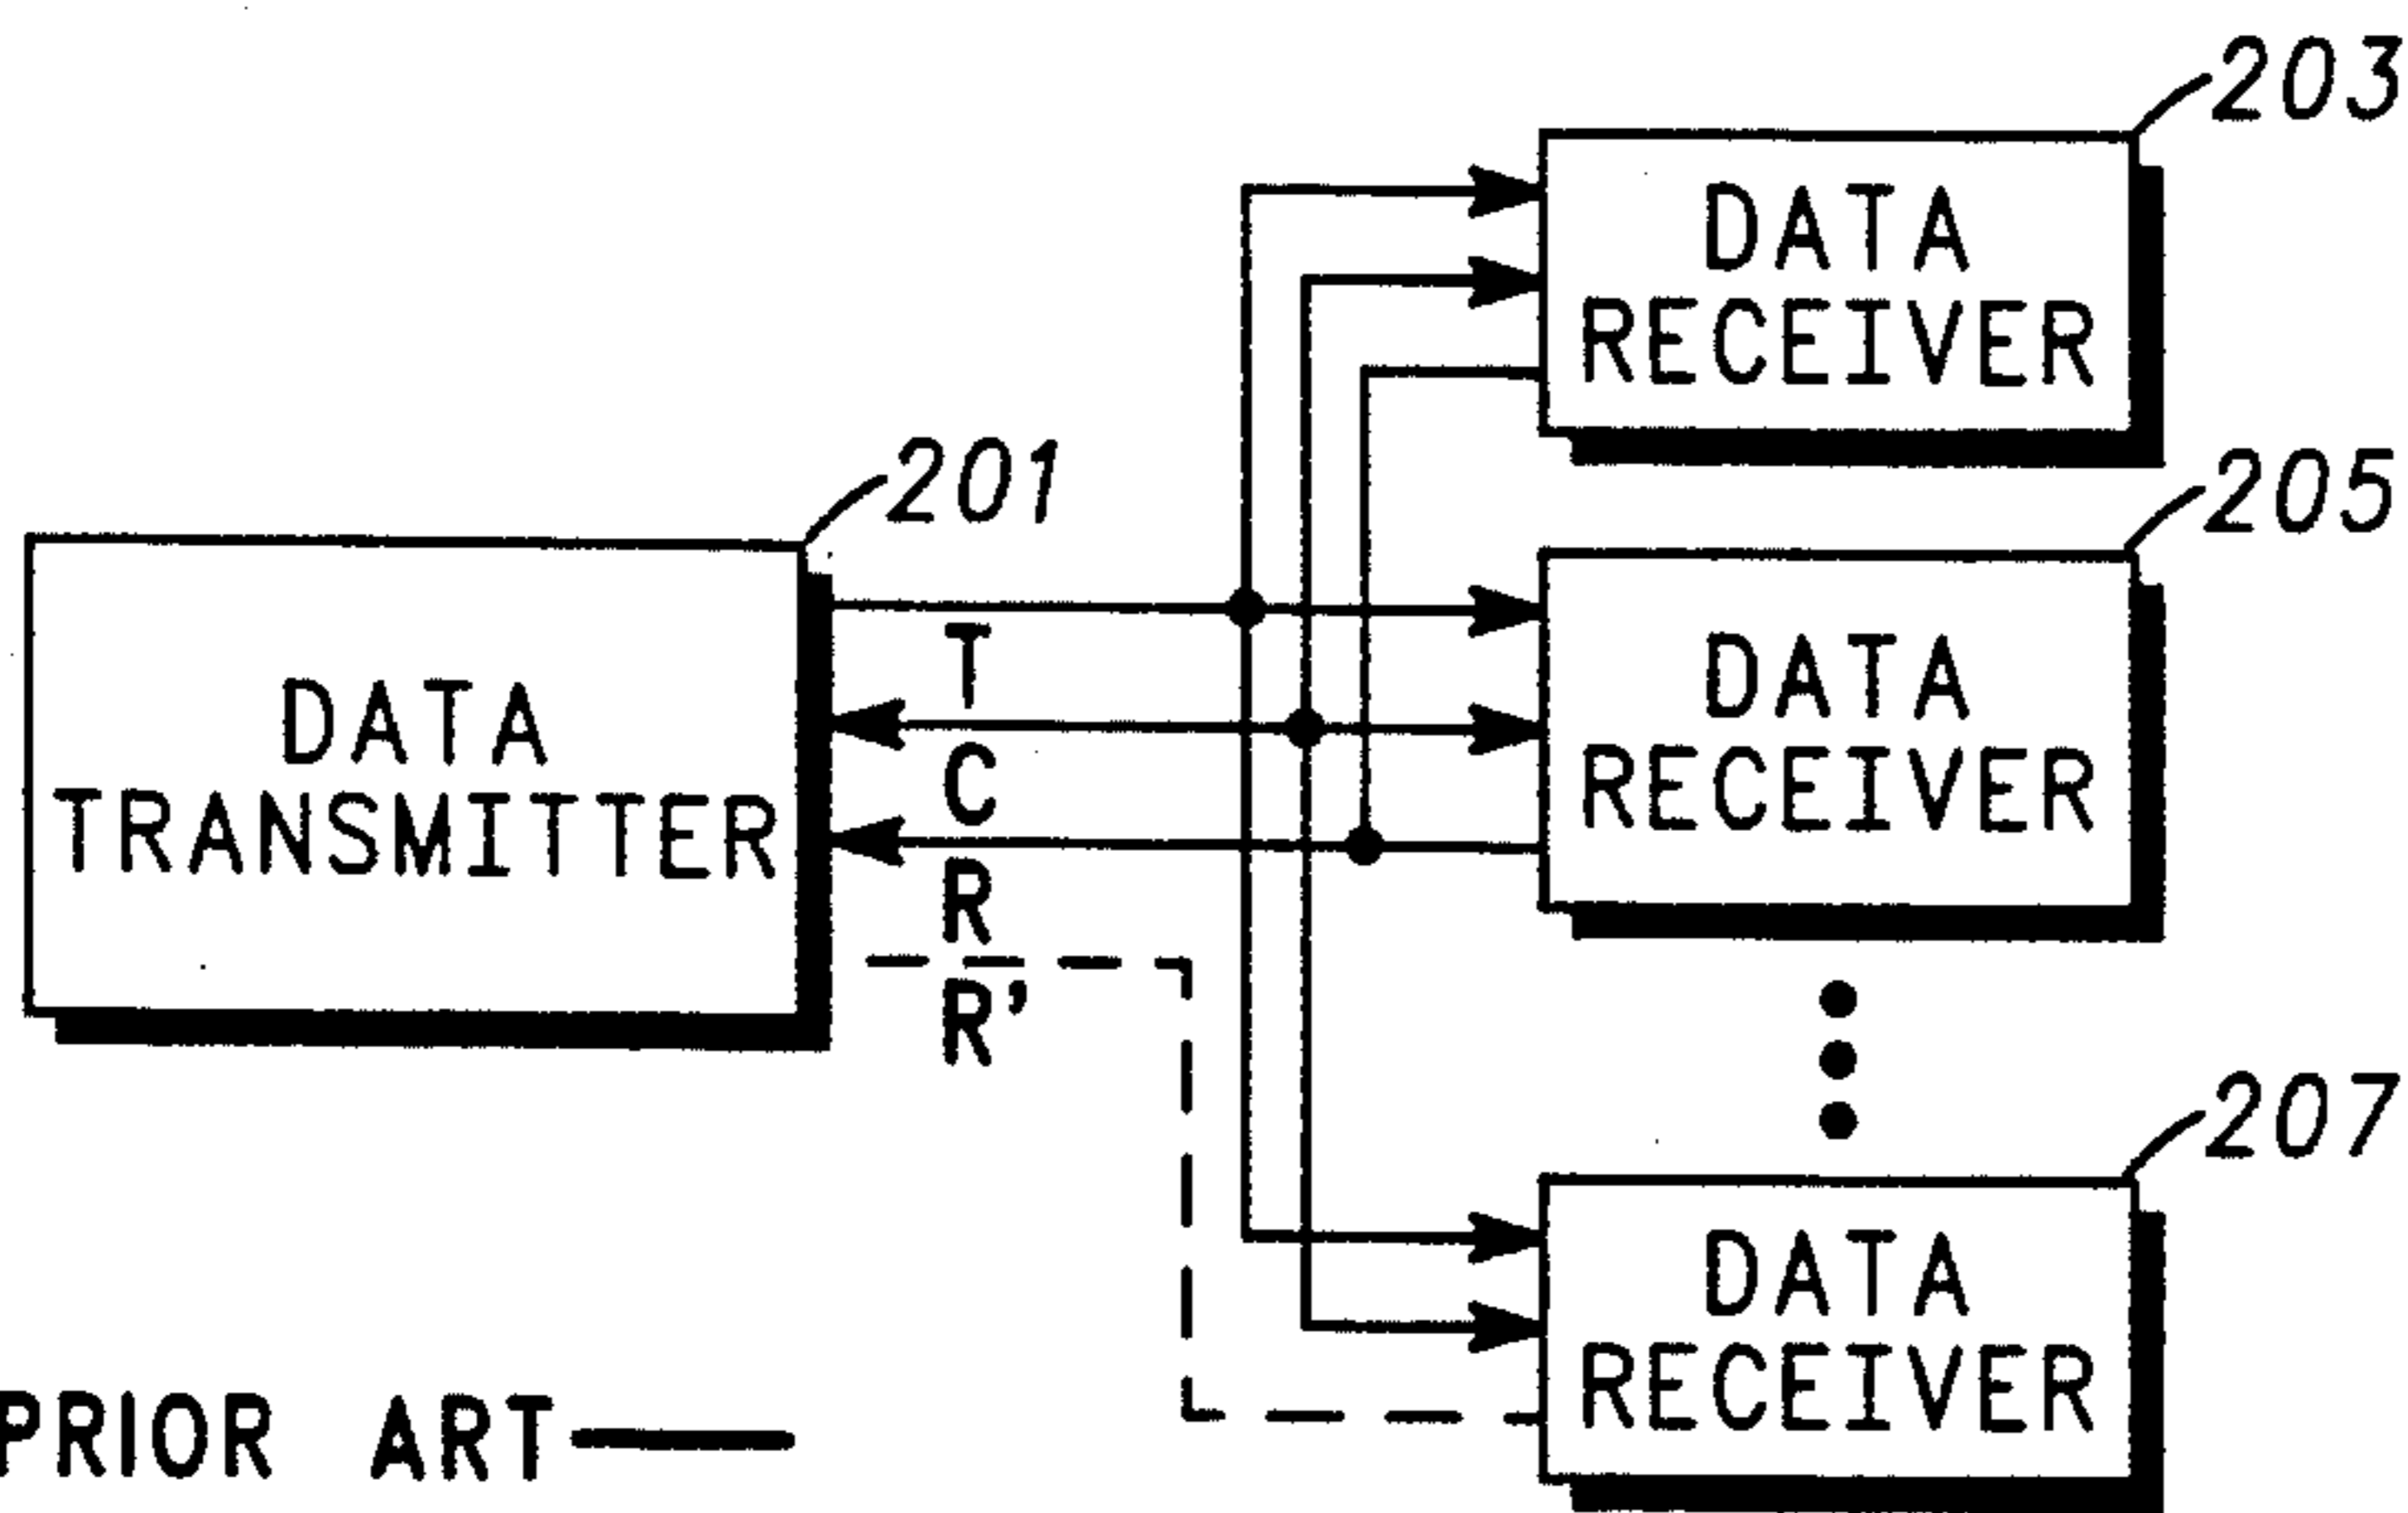 203
DATA
RECEIVER
201
205
DATA
TRANSMITTER
T
C
R
R'
DATA
RECEIVER
207
DATA
RECEIVER
PRIOR ART